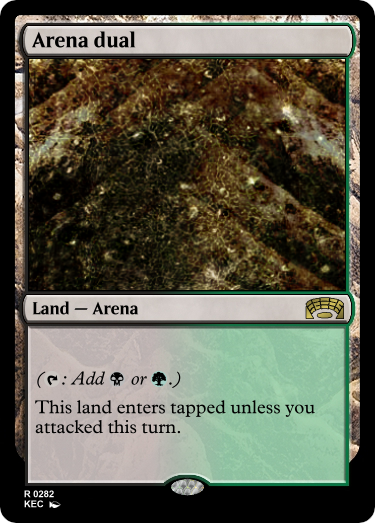 Arena dual
Land — Arena
(T: Add B or G.)
This land enters tapped unless you
attacked this turn.
R 0282
KEC